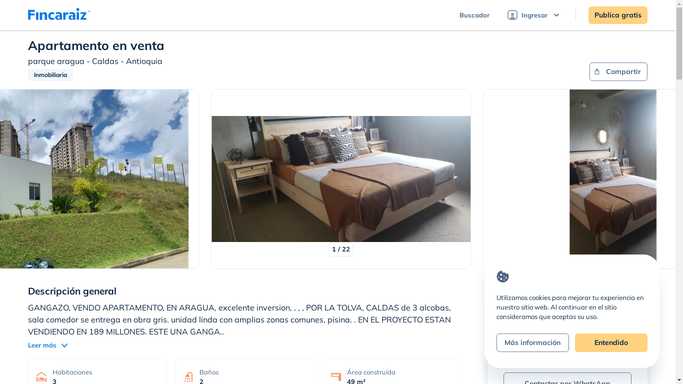 Fincaraiz
Buscador
Ingresar
Publica gratis
Apartamento en venta
parque aragua - Caldas - Antioquia
Inmobiliaria
Compartir
1 / 22
Descripción general
GANGAZO, VENDO APARTAMENTO, EN ARAGUA, excelente inversion, , , , POR LA TOLVA, CALDAS de 3 alcobas,
sala comedor se entrega en obra gris. unidad linda con amplias zonas comunes, pisina. . EN EL PROYECTO ESTAN
VENDIENDO EN 189 MILLONES. ESTE UNA GANGA...
Leer más
Habitaciones
3
Baños
2
Área construida
49 m²
Utilizamos cookies para mejorar tu experiencia en
nuestro sitio web. Al continuar en el sitio
consideramos que aceptas su uso.
Más información
Entendido
Contactar por WhatsApp